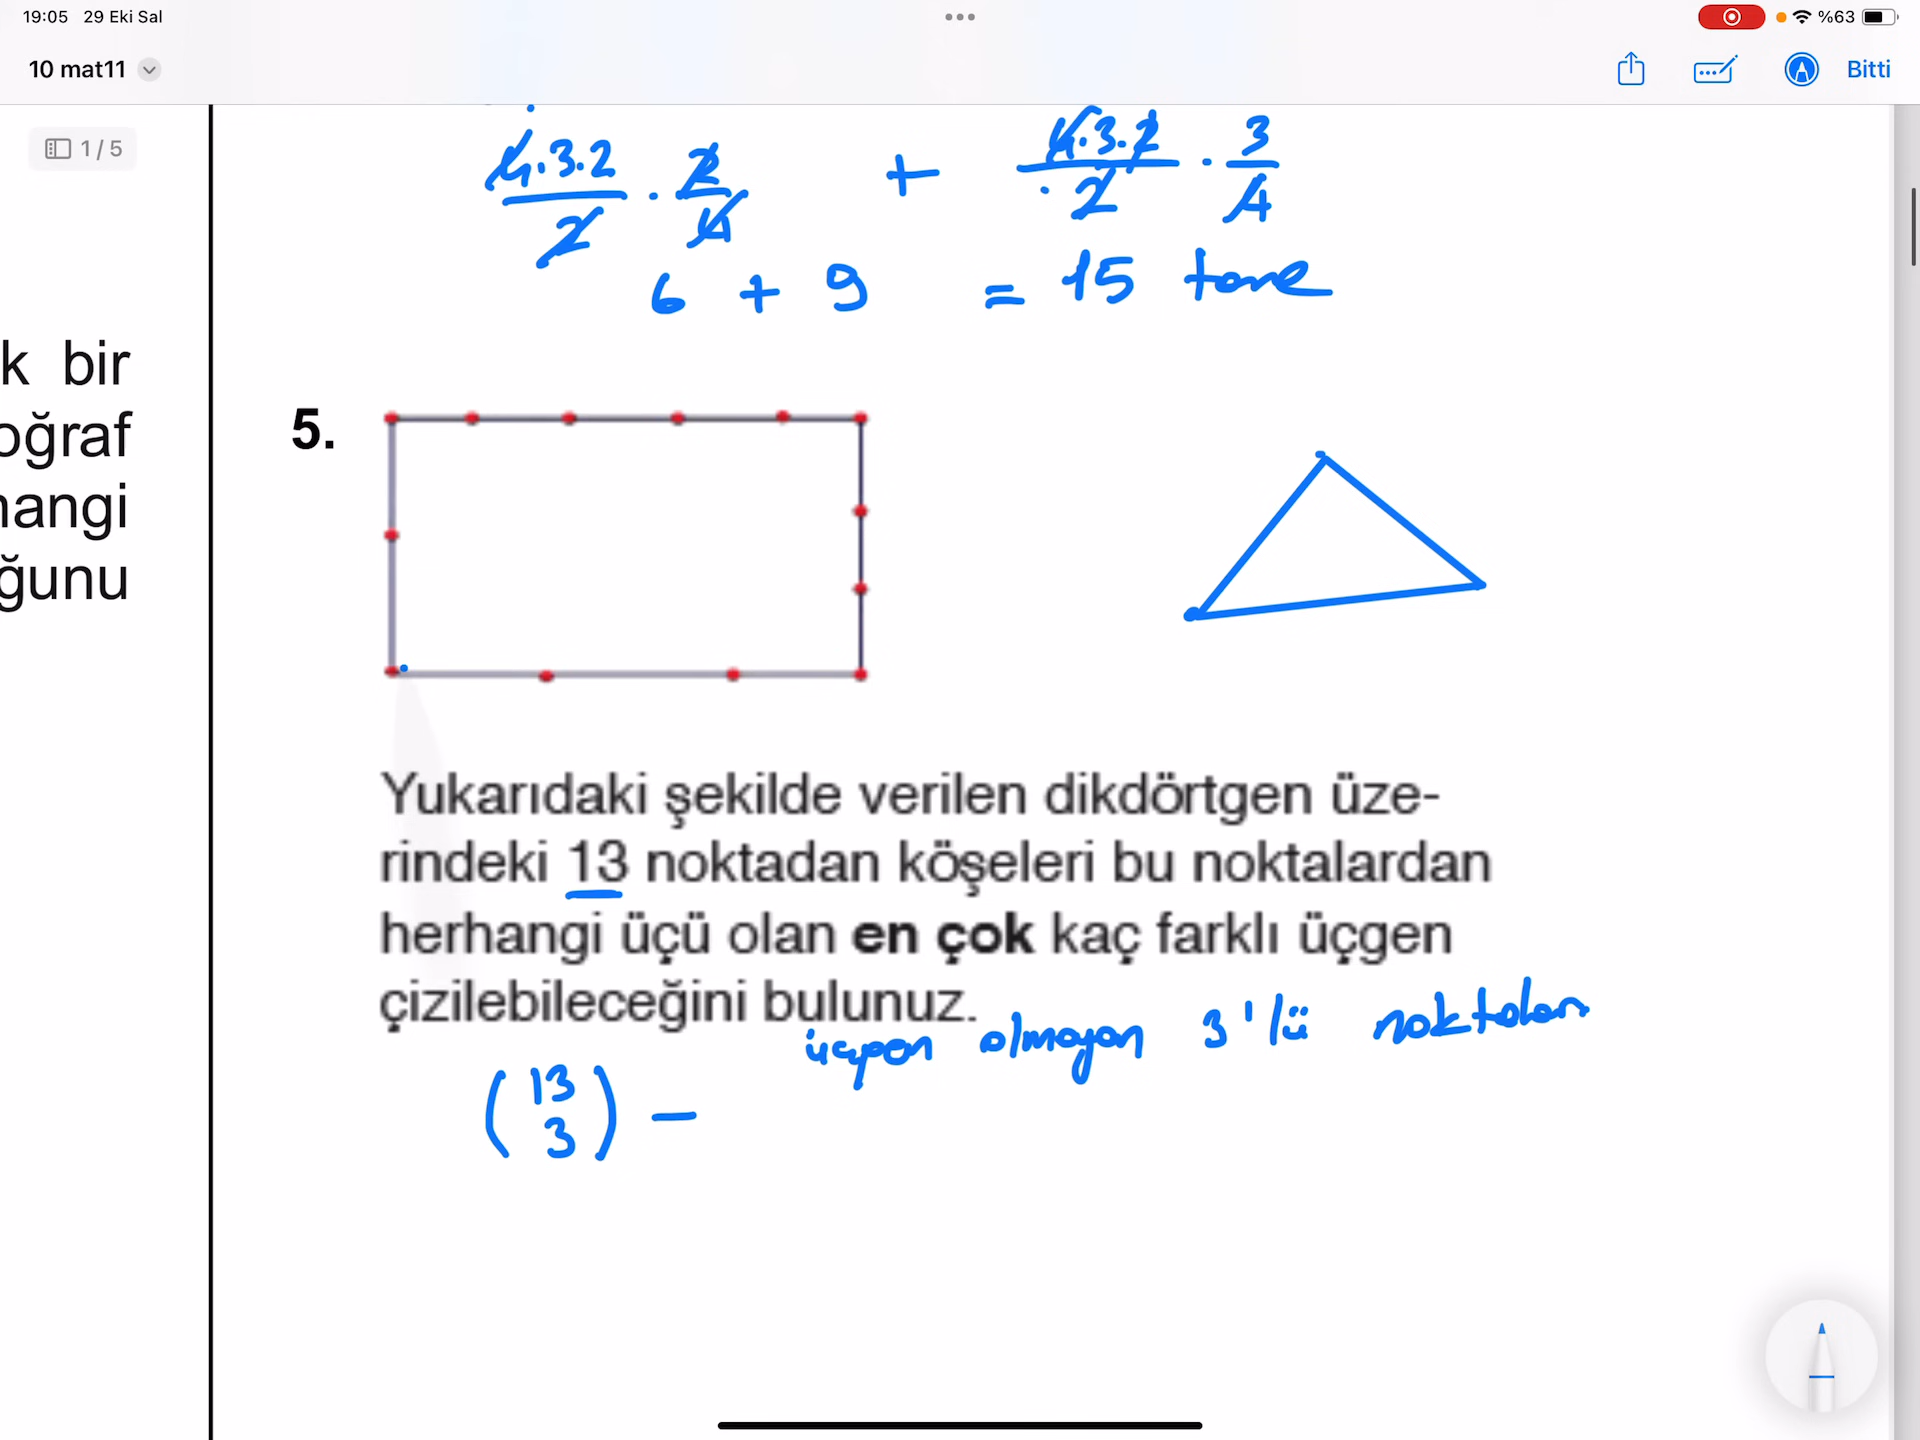 19:05 29 Eki Sal
%63
10 mat11
Bitti
1 / 5
4.3.2 / 2 . 2 / 4 + 4.3.2 / 2 . 3 / 4
6 + 9 = 15 tane
k bir
oğraf
hangi
ğunu
5.
Yukarıdaki şekilde verilen dikdörtgen üze-
rindeki 13 noktadan köşeleri bu noktalardan
herhangi üçü olan en çok kaç farklı üçgen
çizilebileceğini bulunuz.
üçgen olmayan 3'lü noktaları
(13 3) -